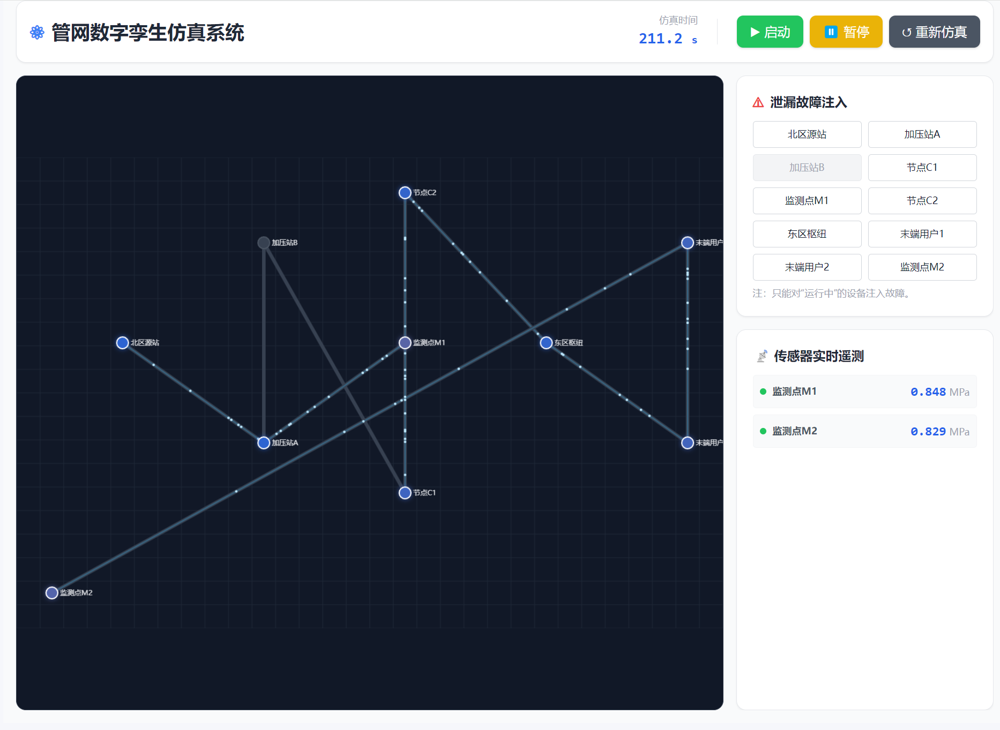 管网数字孪生仿真系统
仿真时间
211.2 s
启动
暂停
重新仿真
节点C2
加压站B
末端用户
北区源站
监测点M1
东区枢纽
加压站A
末端用户
节点C1
监测点M2
泄漏故障注入
北区源站
加压站A
加压站B
节点C1
监测点M1
节点C2
东区枢纽
末端用户1
末端用户2
监测点M2
注：只能对"运行中"的设备注入故障。
传感器实时遥测
监测点M1
0.848 MPa
监测点M2
0.829 MPa